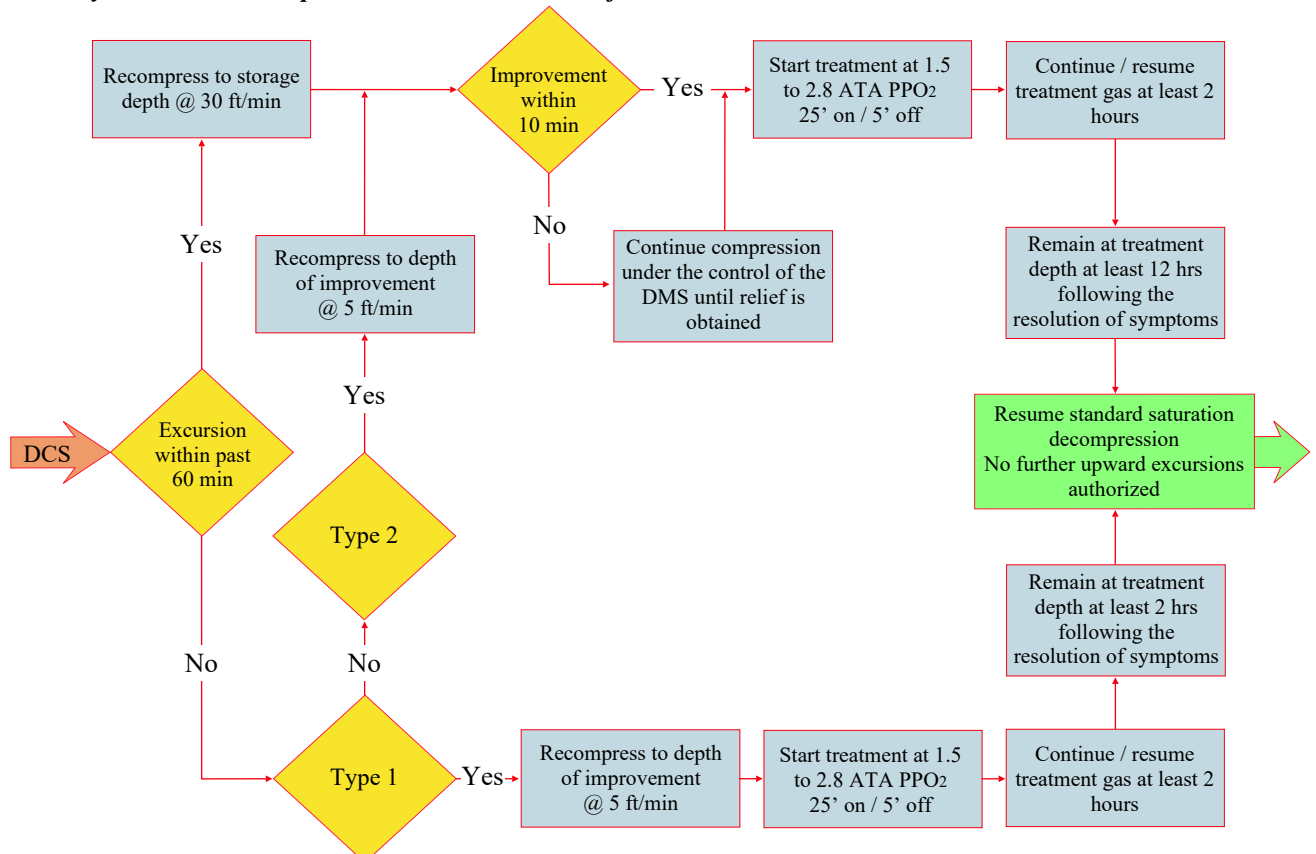 Recompress to storage
depth @ 30 ft/min
Improvement
within
10 min
Yes
Start treatment at 1.5
to 2.8 ATA PPO2
25’ on / 5’ off
Continue / resume
treatment gas at least 2
hours
No
Continue compression
under the control of the
DMS until relief is
obtained
Yes
Recompress to depth
of improvement
@ 5 ft/min
Remain at treatment
depth at least 12 hrs
following the
resolution of symptoms
Yes
DCS
Excursion
within past
60 min
Type 2
Resume standard saturation
decompression
No further upward excursions
authorized
No
No
Remain at treatment
depth at least 2 hrs
following the
resolution of symptoms
Type 1
Yes
Recompress to depth
of improvement
@ 5 ft/min
Start treatment at 1.5
to 2.8 ATA PPO2
25’ on / 5’ off
Continue / resume
treatment gas at least 2
hours